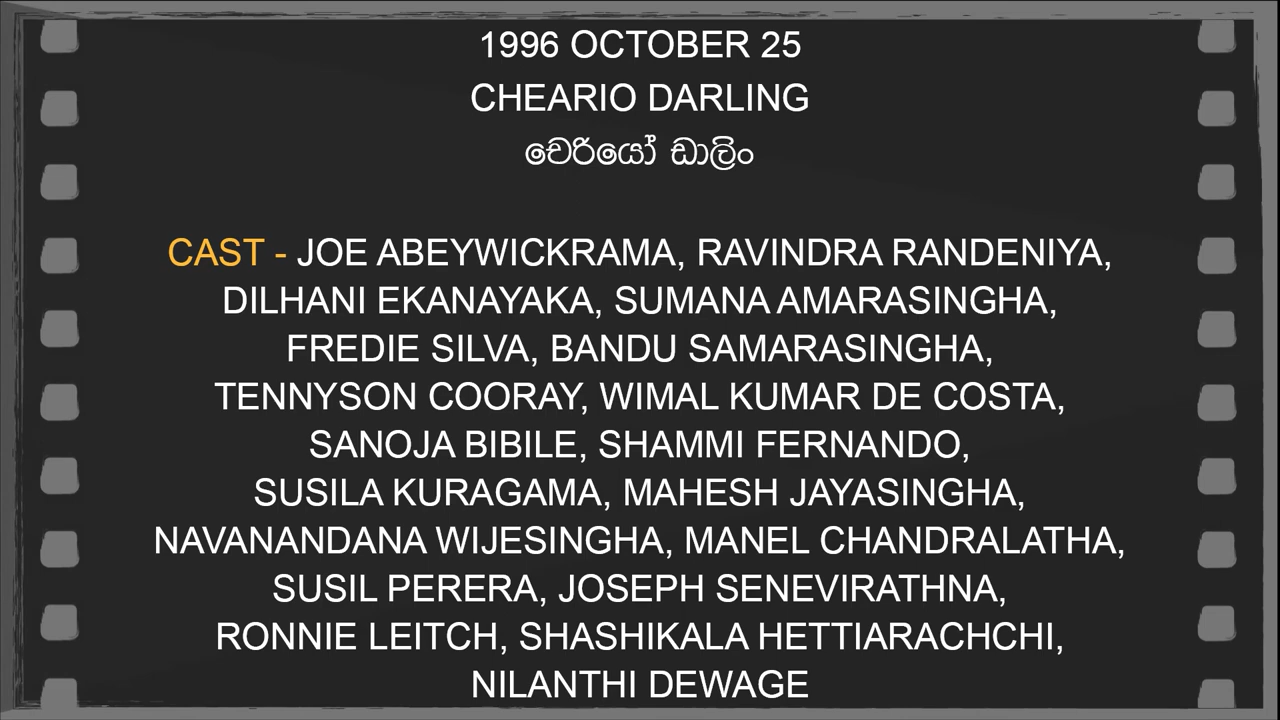 1996 OCTOBER 25
CHEARIO DARLING
චෙරියෝ ඩාලිං
CAST - JOE ABEYWICKRAMA, RAVINDRA RANDENIYA,
DILHANI EKANAYAKA, SUMANA AMARASINGHA,
FREDIE SILVA, BANDU SAMARASINGHA,
TENNYSON COORAY, WIMAL KUMAR DE COSTA,
SANOJA BIBILE, SHAMMI FERNANDO,
SUSILA KURAGAMA, MAHESH JAYASINGHA,
NAVANANDANA WIJESINGHA, MANEL CHANDRALATHA,
SUSIL PERERA, JOSEPH SENEVIRATHNA,
RONNIE LEITCH, SHASHIKALA HETTIARACHCHI,
NILANTHI DEWAGE